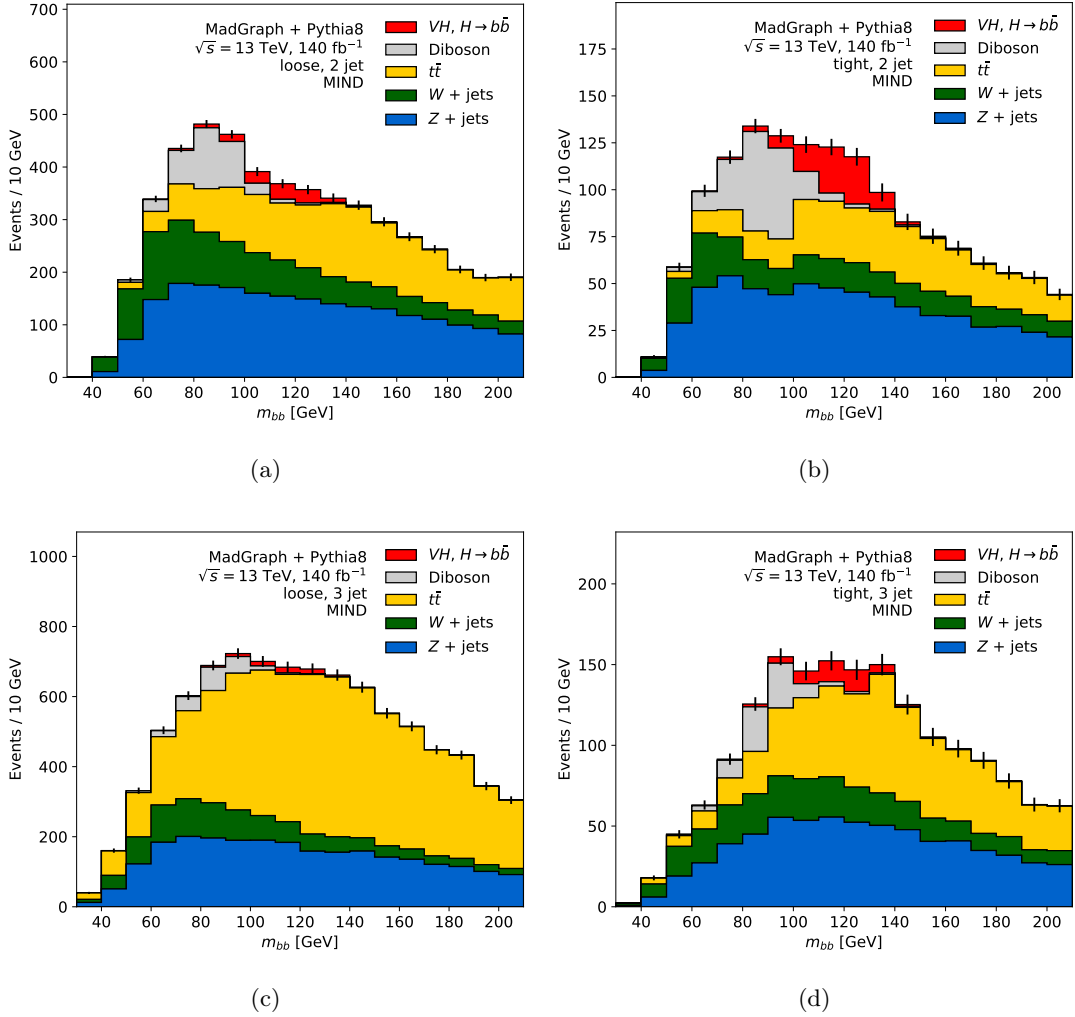 700
600
500
400
300
200
100
0
Events / 10 GeV
MadGraph + Pythia8
√s = 13 TeV, 140 fb⁻¹
loose, 2 jet
MIND
VH, H → bb̄
Diboson
tt̄
W + jets
Z + jets
40 60 80 100 120 140 160 180 200
m_bb [GeV]
(a)
175
150
125
100
75
50
25
0
Events / 10 GeV
MadGraph + Pythia8
√s = 13 TeV, 140 fb⁻¹
tight, 2 jet
MIND
VH, H → bb̄
Diboson
tt̄
W + jets
Z + jets
40 60 80 100 120 140 160 180 200
m_bb [GeV]
(b)
1000
800
600
400
200
0
Events / 10 GeV
MadGraph + Pythia8
√s = 13 TeV, 140 fb⁻¹
loose, 3 jet
MIND
VH, H → bb̄
Diboson
tt̄
W + jets
Z + jets
40 60 80 100 120 140 160 180 200
m_bb [GeV]
(c)
200
150
100
50
0
Events / 10 GeV
MadGraph + Pythia8
√s = 13 TeV, 140 fb⁻¹
tight, 3 jet
MIND
VH, H → bb̄
Diboson
tt̄
W + jets
Z + jets
40 60 80 100 120 140 160 180 200
m_bb [GeV]
(d)